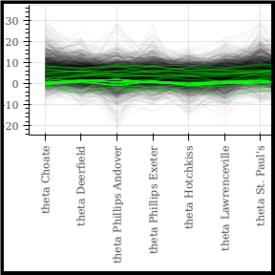 30
20
10
0
-10
-20
theta Choate
theta Deerfield
theta Phillips Andover
theta Phillips Exeter
theta Hotchkiss
theta Lawrenceville
theta St. Paul's